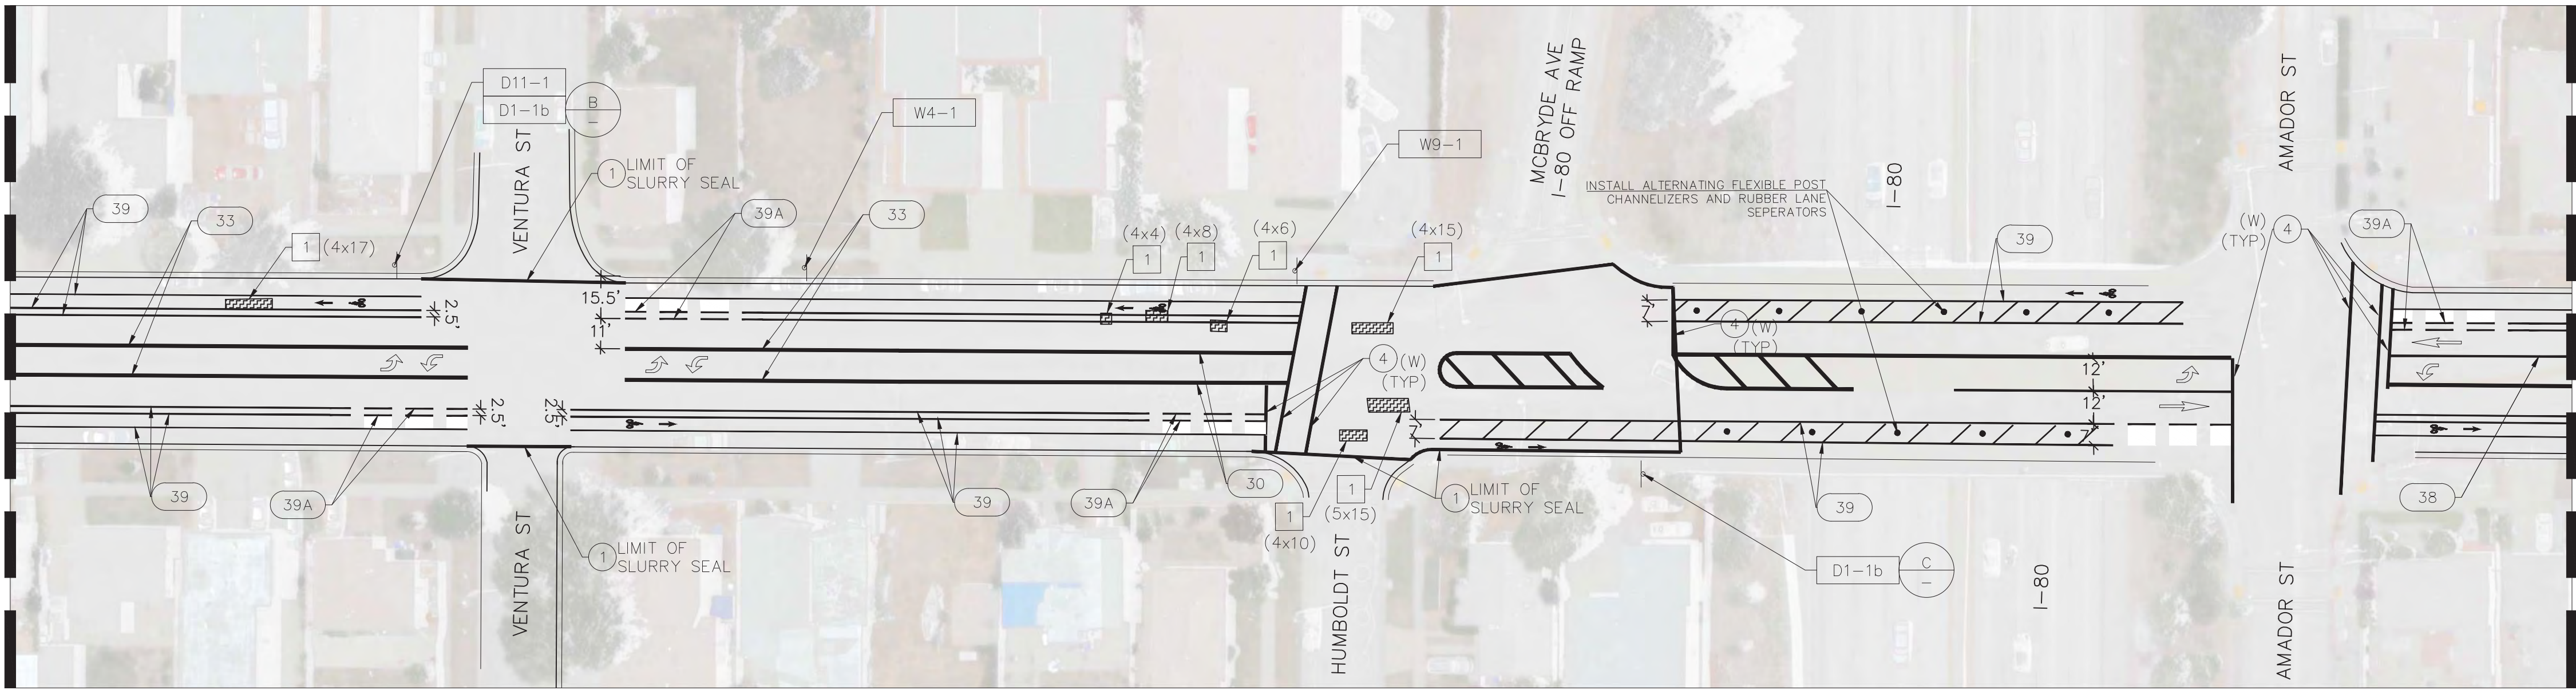 D11-1
D1-1b
B
–
VENTURA ST
1
LIMIT OF
SLURRY SEAL
W4-1
W9-1
MCBRYDE AVE
I-80 OFF RAMP
INSTALL ALTERNATING FLEXIBLE POST
CHANNELIZERS AND RUBBER LANE
SEPERATORS
I-80
AMADOR ST
39
33
1
(4x17)
39A
33
(4x4)
1
(4x8)
1
(4x6)
1
(4x15)
1
39
(W)
(TYP)
4
39A
2.5'
15.5'
11'
7'
4
(W)
(TYP)
4
(W)
(TYP)
12'
12'
7'
7'
2.5'
2.5'
39
39A
39
39A
30
1
(4x10)
1
(5x15)
1
LIMIT OF
SLURRY SEAL
39
38
1
LIMIT OF
SLURRY SEAL
D1-1b
C
–
VENTURA ST
HUMBOLDT ST
I-80
AMADOR ST